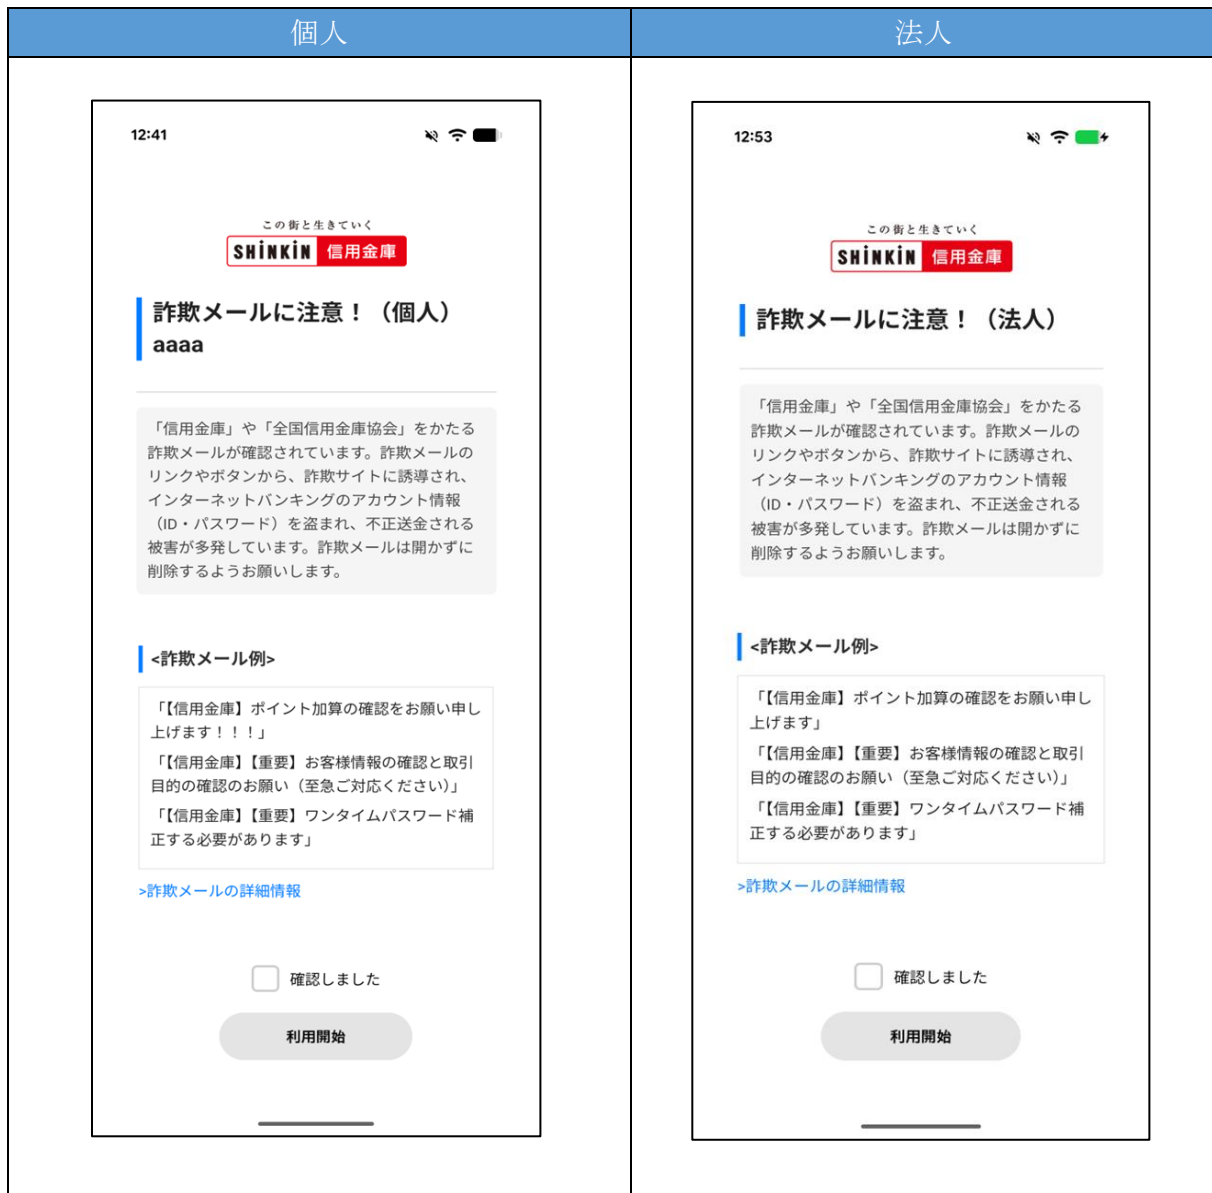 個人
法人
12:41
この街と生きていく
SHiNKiN 信用金庫
詐欺メールに注意！（個人）
aaaa
「信用金庫」や「全国信用金庫協会」をかたる
詐欺メールが確認されています。詐欺メールの
リンクやボタンから、詐欺サイトに誘導され、
インターネットバンキングのアカウント情報
（ID・パスワード）を盗まれ、不正送金される
被害が多発しています。詐欺メールは開かずに
削除するようお願いします。
<詐欺メール例>
「【信用金庫】ポイント加算の確認をお願い申し
上げます！！！」
「【信用金庫】【重要】お客様情報の確認と取引
目的の確認のお願い（至急ご対応ください）」
「【信用金庫】【重要】ワンタイムパスワード補
正する必要があります」
>詐欺メールの詳細情報
確認しました
利用開始
12:53
この街と生きていく
SHiNKiN 信用金庫
詐欺メールに注意！（法人）
「信用金庫」や「全国信用金庫協会」をかたる
詐欺メールが確認されています。詐欺メールの
リンクやボタンから、詐欺サイトに誘導され、
インターネットバンキングのアカウント情報
（ID・パスワード）を盗まれ、不正送金される
被害が多発しています。詐欺メールは開かずに
削除するようお願いします。
<詐欺メール例>
「【信用金庫】ポイント加算の確認をお願い申し
上げます」
「【信用金庫】【重要】お客様情報の確認と取引
目的の確認のお願い（至急ご対応ください）」
「【信用金庫】【重要】ワンタイムパスワード補
正する必要があります」
>詐欺メールの詳細情報
確認しました
利用開始